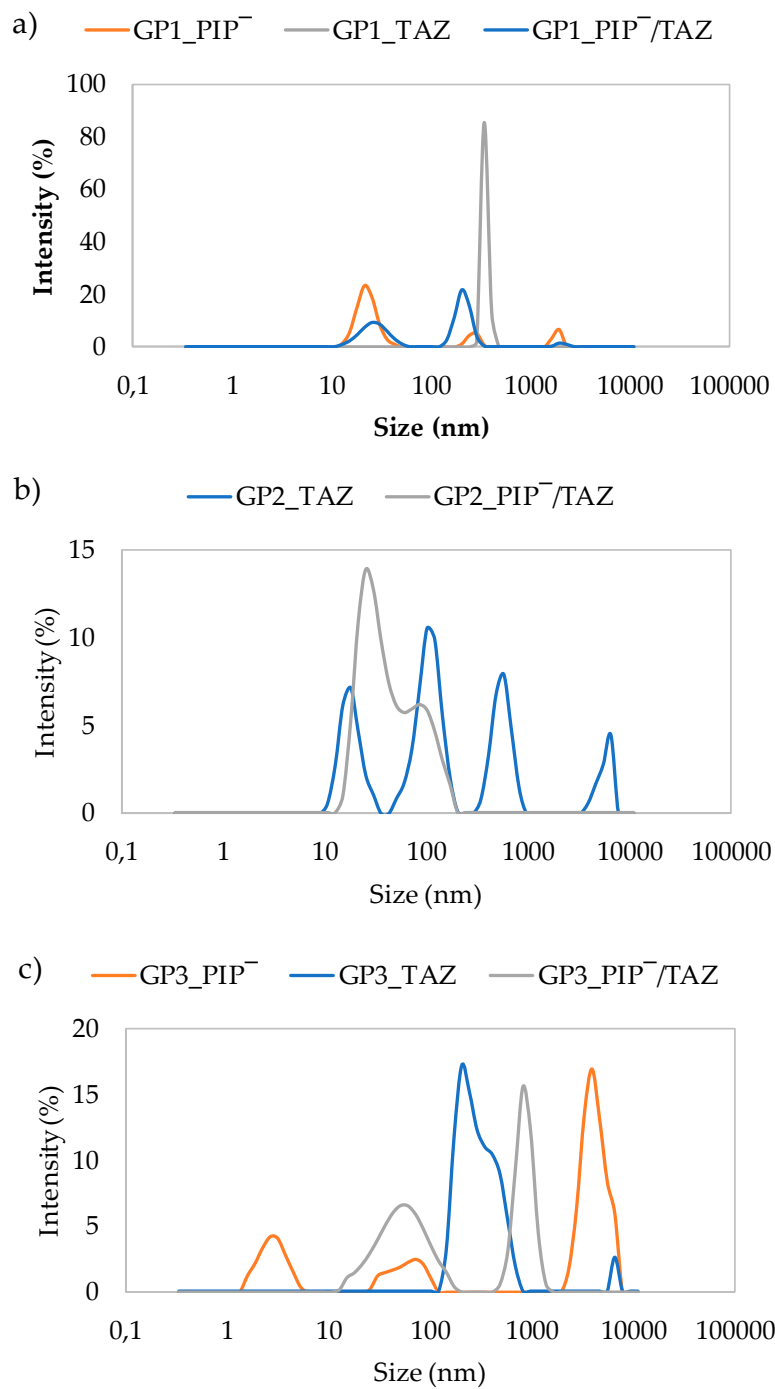 a)
GP1_PIP⁻ GP1_TAZ GP1_PIP⁻/TAZ
100
80
60
40
20
0
Intensity (%)
0,1 1 10 100 1000 10000 100000
Size (nm)
b)
GP2_TAZ GP2_PIP⁻/TAZ
15
10
5
0
Intensity (%)
0,1 1 10 100 1000 10000 100000
Size (nm)
c)
GP3_PIP⁻ GP3_TAZ GP3_PIP⁻/TAZ
20
15
10
5
0
Intensity (%)
0,1 1 10 100 1000 10000 100000
Size (nm)